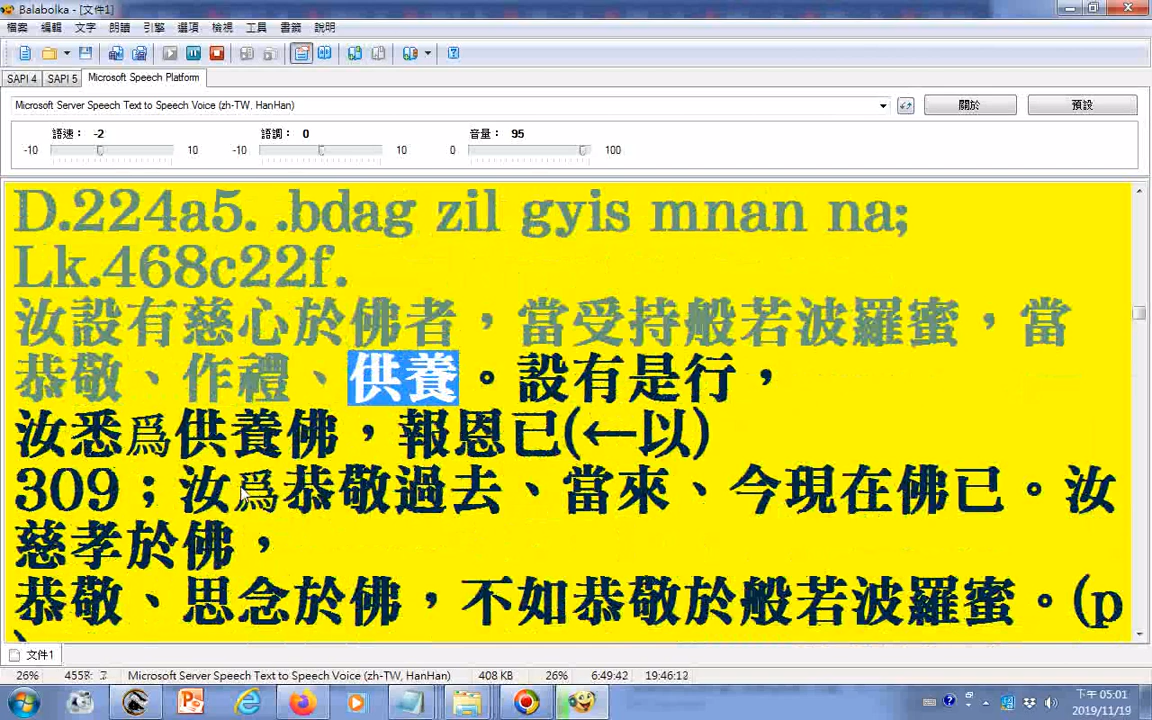 Balabolka - [文件1]
檔案 編輯 文字 朗讀 引擎 選項 檢視 工具 書籤 說明
SAPI 4 SAPI 5 Microsoft Speech Platform
Microsoft Server Speech Text to Speech Voice (zh-TW, HanHan)
關於 預設
語速： -2 語調： 0 音量： 95
-10 10 -10 10 0 100
D.224a5. .bdag zil gyis mnan na;
Lk.468c22f.
汝設有慈心於佛者，當受持般若波羅蜜，當
恭敬、作禮、供養。設有是行，
汝悉爲供養佛，報恩已(←以)
309；汝爲恭敬過去、當來、今現在佛已。汝
慈孝於佛，
恭敬、思念於佛，不如恭敬於般若波羅蜜。(p
文件1
26% Microsoft Server Speech Text to Speech Voice (zh-TW, HanHan) 408 KB 26% 6:49:42 19:46:12
下午 05:01
2019/11/19